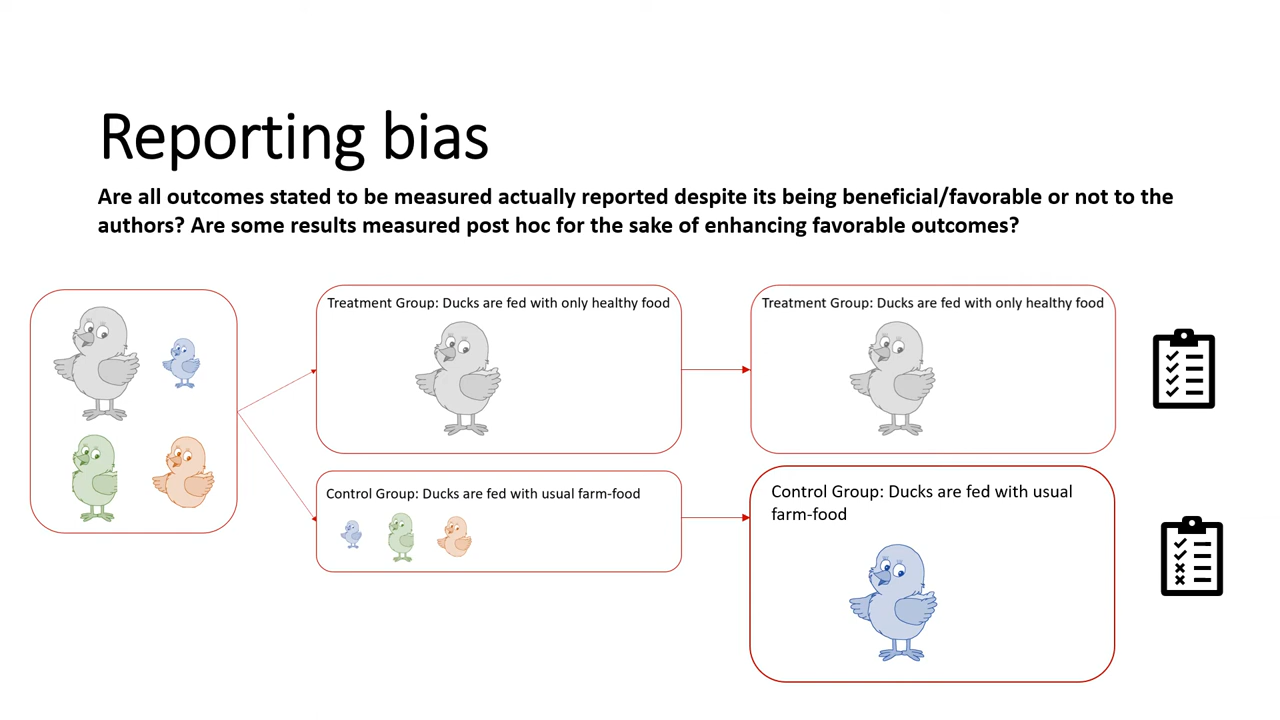 Reporting bias
Are all outcomes stated to be measured actually reported despite its being beneficial/favorable or not to the
authors? Are some results measured post hoc for the sake of enhancing favorable outcomes?
Treatment Group: Ducks are fed with only healthy food
Treatment Group: Ducks are fed with only healthy food
Control Group: Ducks are fed with usual farm-food
Control Group: Ducks are fed with usual
farm-food